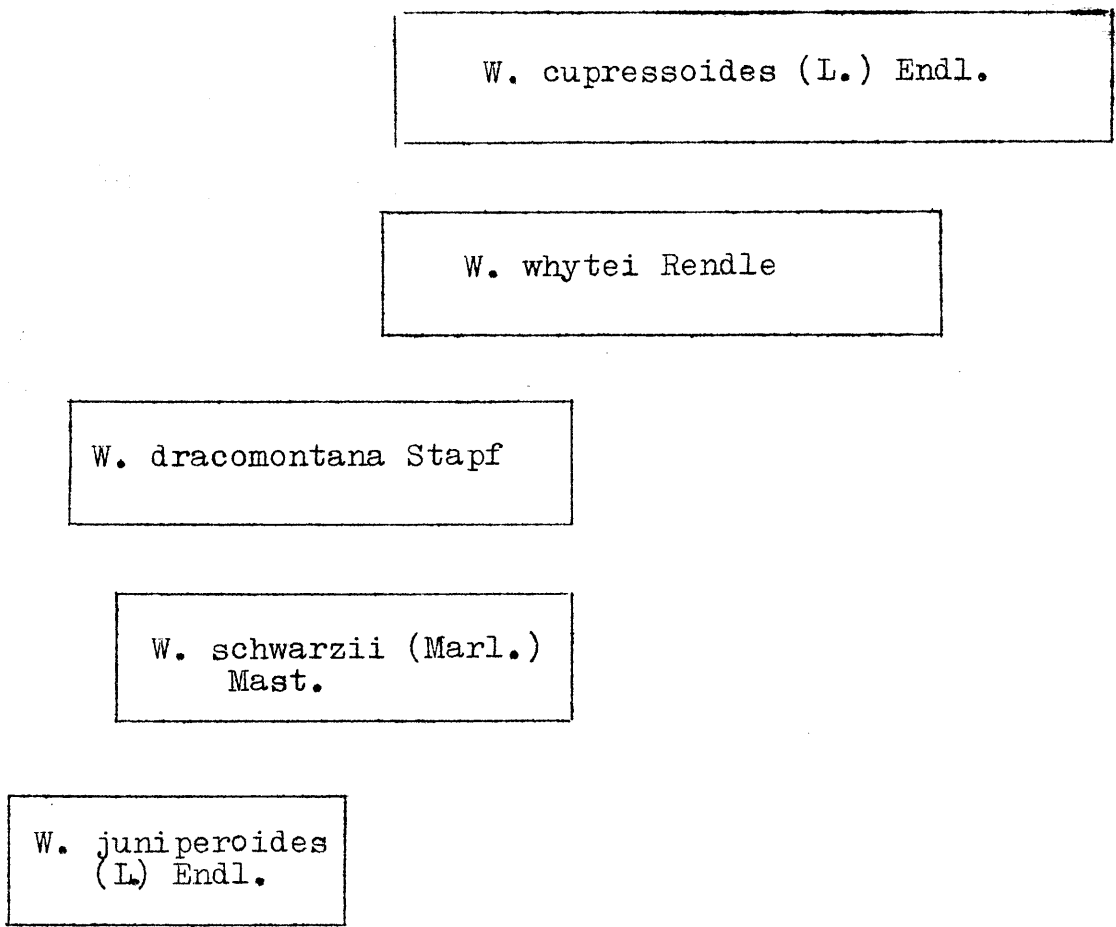 W. cupressoides (L.) Endl.
W. whytei Rendle
W. dracomontana Stapf
W. schwarzii (Marl.)
Mast.
W. juniperoides
(L.) Endl.